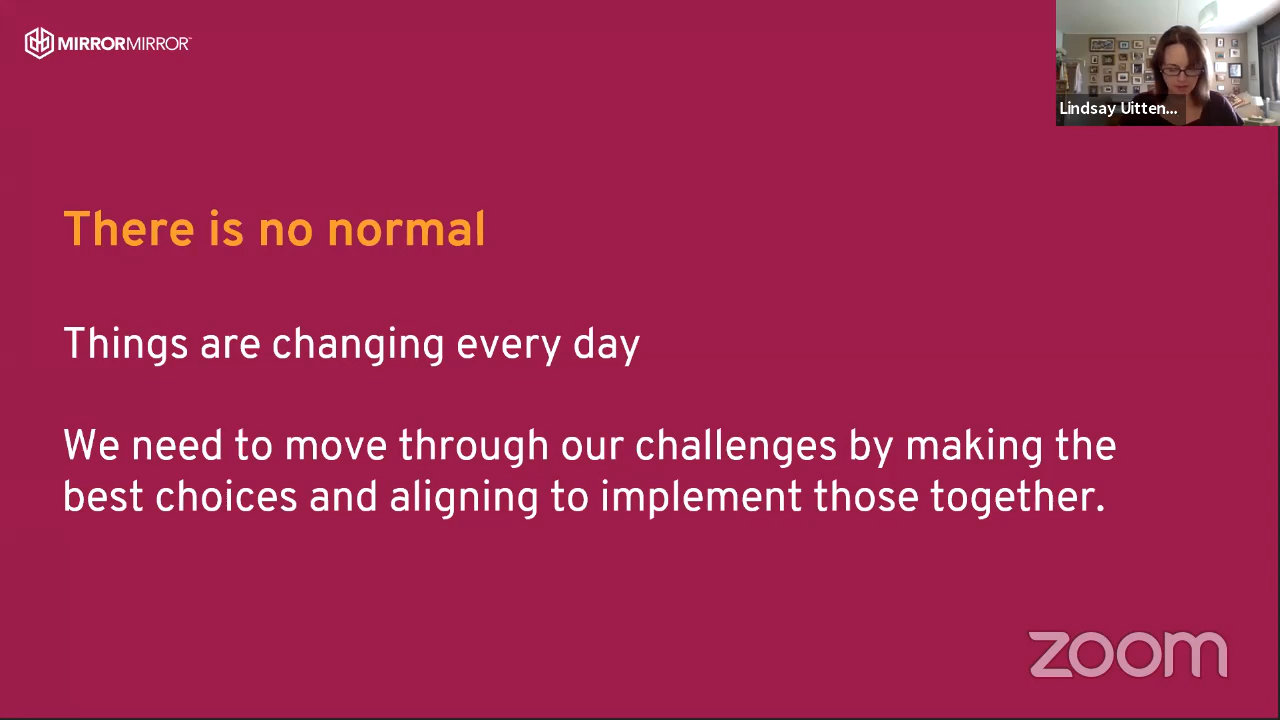 MIRRORMIRROR™
Lindsay Uitten...
There is no normal
Things are changing every day
We need to move through our challenges by making the
best choices and aligning to implement those together.
zoom